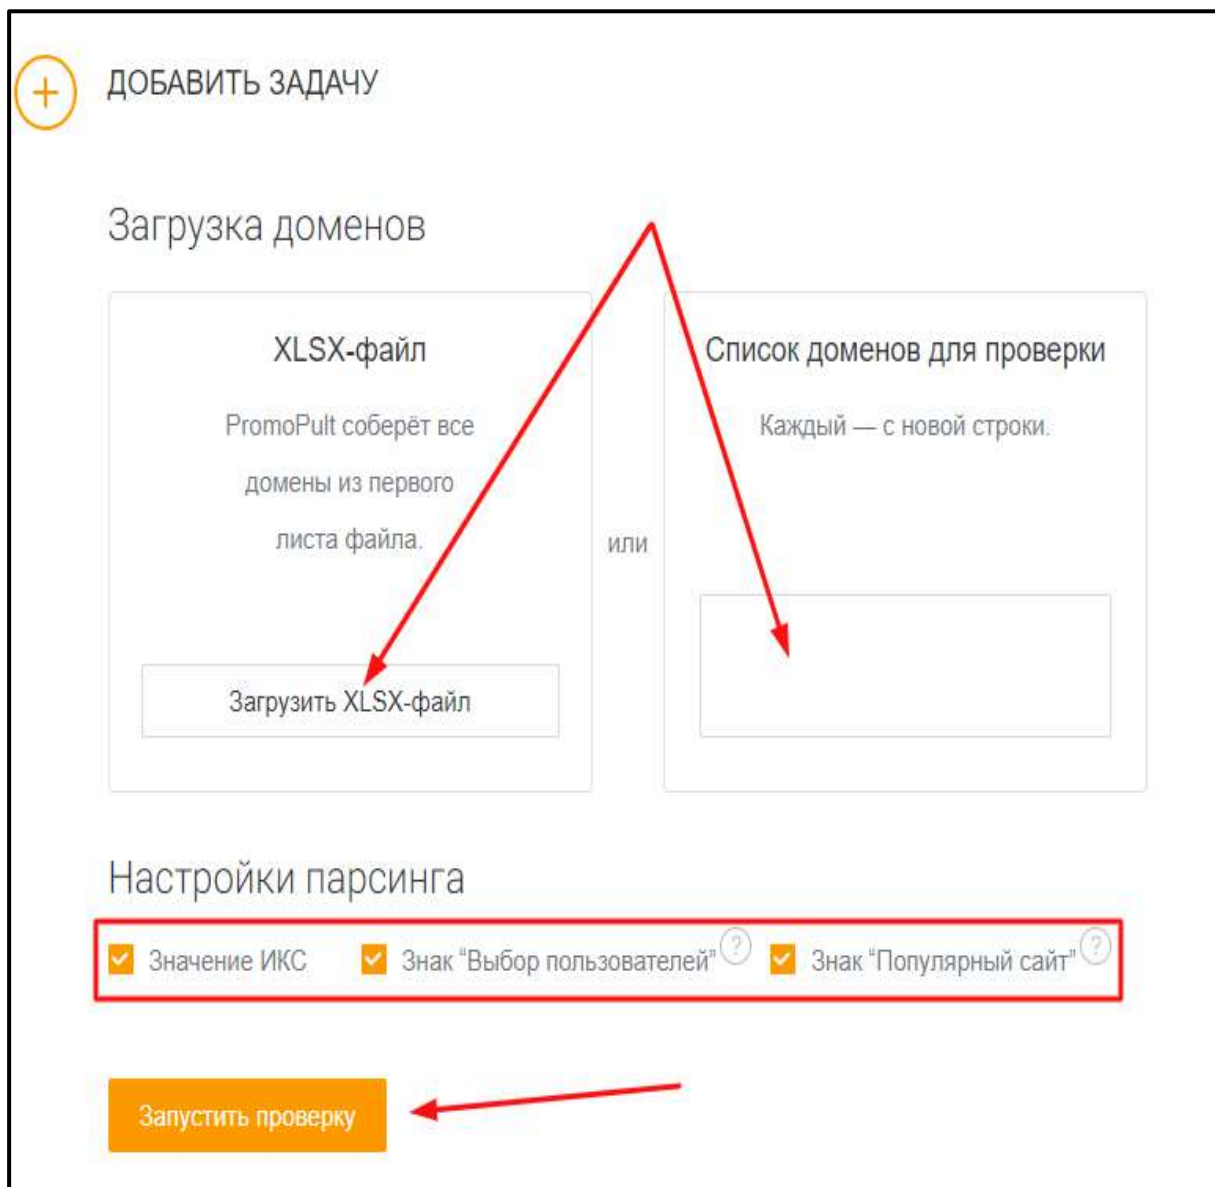 ДОБАВИТЬ ЗАДАЧУ
Загрузка доменов
XLSX-файл
PromoPult соберёт все
домены из первого
листа файла.
Загрузить XLSX-файл
или
Список доменов для проверки
Каждый — с новой строки.
Настройки парсинга
Значение ИКС Знак “Выбор пользователей” ? Знак “Популярный сайт” ?
Запустить проверку